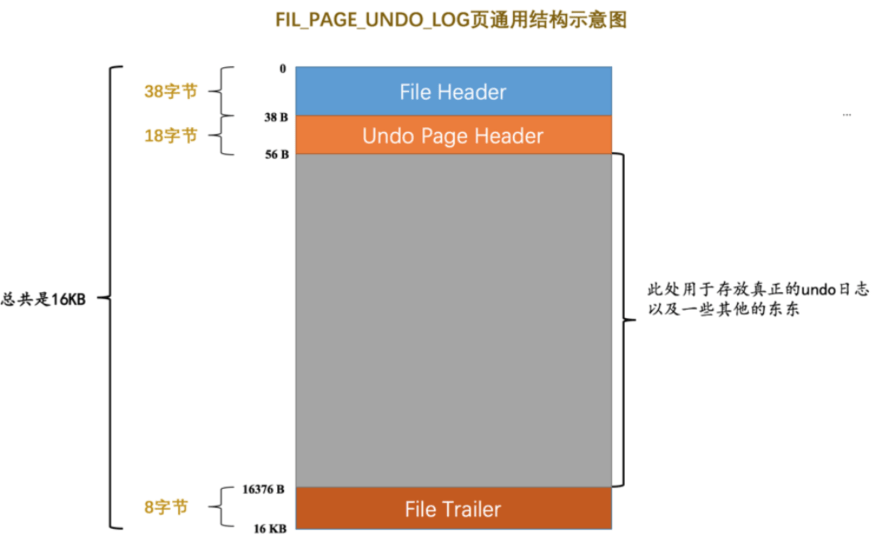 FIL_PAGE_UNDO_LOG页通用结构示意图
0
38字节
File Header
...
38 B
18字节
Undo Page Header
56 B
总共是16KB
此处用于存放真正的undo日志
以及一些其他的东东
16376 B
8字节
File Trailer
16 KB